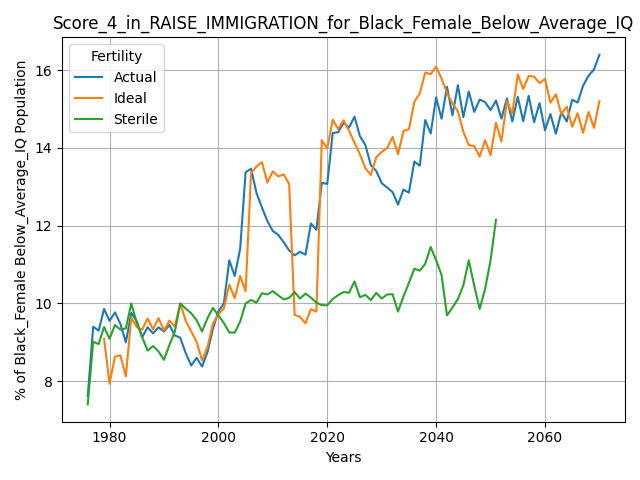 Score_4_in_RAISE_IMMIGRATION_for_Black_Female_Below_Average_IQ
Fertility
Actual
Ideal
Sterile
% of Black_Female Below_Average_IQ Population
16
14
12
10
8
1980
2000
2020
2040
2060
Years